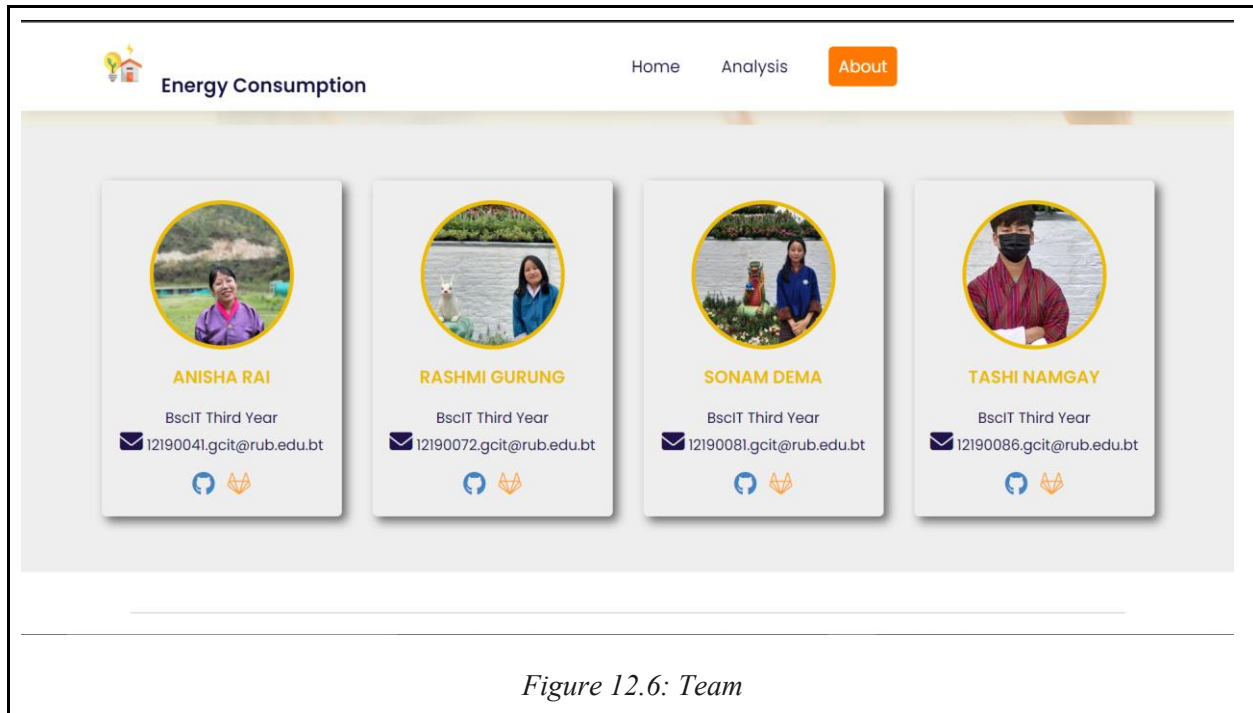 Energy Consumption
Home Analysis About
ANISHA RAI
BscIT Third Year
12190041.gcit@rub.edu.bt
RASHMI GURUNG
BscIT Third Year
12190072.gcit@rub.edu.bt
SONAM DEMA
BscIT Third Year
12190081.gcit@rub.edu.bt
TASHI NAMGAY
BscIT Third Year
12190086.gcit@rub.edu.bt
Figure 12.6: Team